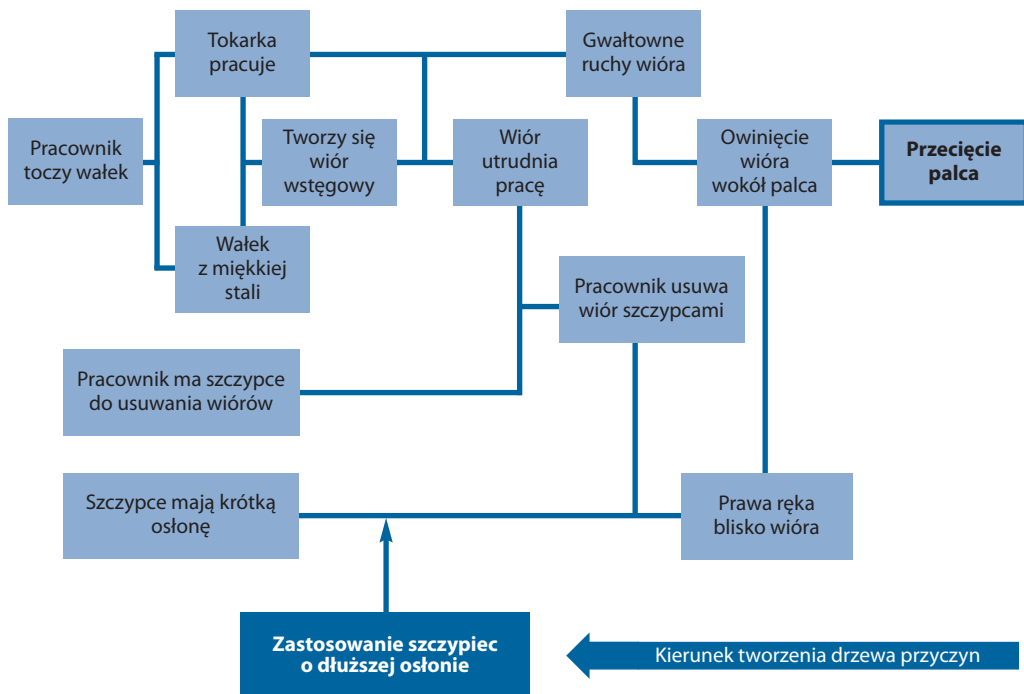 Tokarka
pracuje
Gwałtowne
ruchy wióra
Pracownik
toczy wałek
Tworzy się
wiór
wstęgowy
Wiór
utrudnia
pracę
Owinięcie
wióra
wokół palca
Przecięcie
palca
Wałek
z miękkiej
stali
Pracownik usuwa
wiór szczypcami
Pracownik ma szczypce
do usuwania wiórów
Szczypce mają krótką
osłonę
Prawa ręka
blisko wióra
Zastosowanie szczypiec
o dłuższej osłonie
Kierunek tworzenia drzewa przyczyn